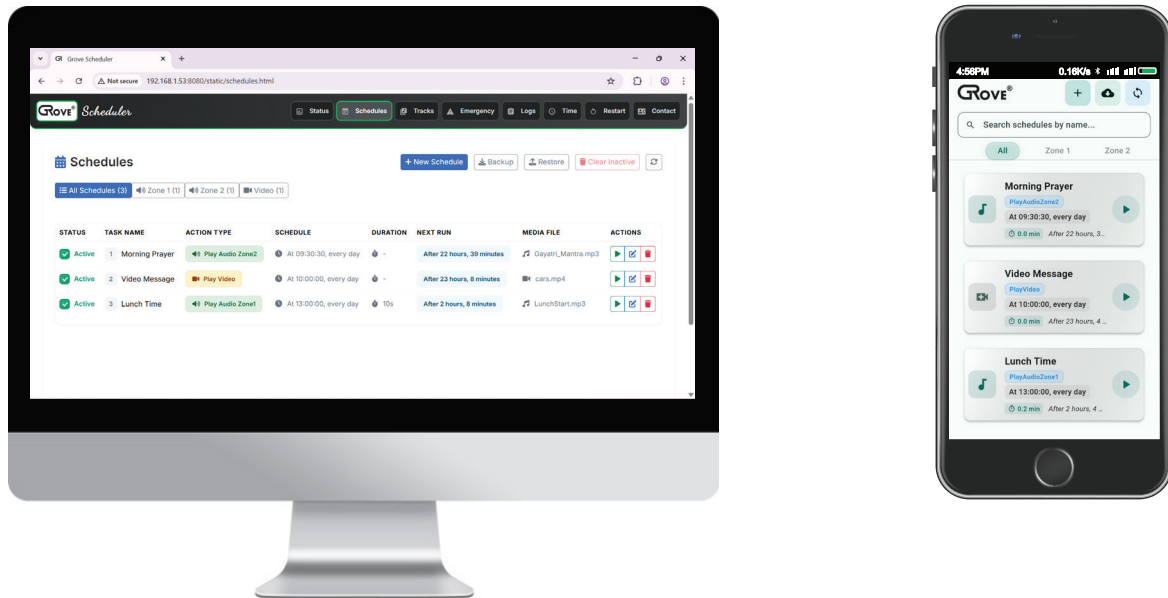 Grove Scheduler
Not secure 192.168.1.53:8080/static/schedules.html
GROVE® Scheduler
Status Schedules Tracks Emergency Logs Time Restart Contact
Schedules
+ New Schedule Backup Restore Clear Inactive
All Schedules (3) Zone 1 (1) Zone 2 (1) Video (1)
STATUS TASK NAME ACTION TYPE SCHEDULE DURATION NEXT RUN MEDIA FILE ACTIONS
Active 1 Morning Prayer Play Audio Zone2 At 09:30:30, every day - After 22 hours, 39 minutes Gayatri_Mantra.mp3
Active 2 Video Message Play Video At 10:00:00, every day - After 23 hours, 8 minutes cars.mp4
Active 3 Lunch Time Play Audio Zone1 At 13:00:00, every day 10s After 2 hours, 8 minutes LunchStart.mp3
4:56PM 0.16K/s
GROVE®
Search schedules by name...
All Zone 1 Zone 2
Morning Prayer
PlayAudioZone2
At 09:30:30, every day
0.0 min After 22 hours, 3...
Video Message
PlayVideo
At 10:00:00, every day
0.0 min After 23 hours, 4 ...
Lunch Time
PlayAudioZone1
At 13:00:00, every day
0.2 min After 2 hours, 4 ...